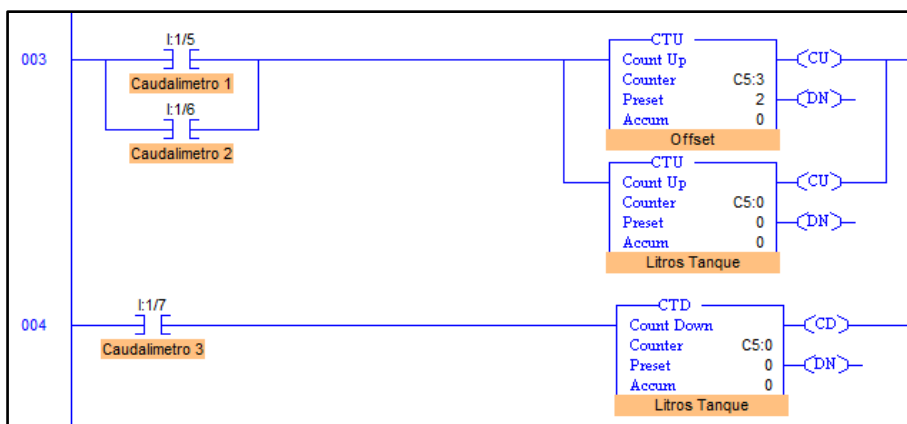 003
I:1/5
Caudalimetro 1
I:1/6
Caudalimetro 2
CTU
Count Up
Counter C5:3
Preset 2
Accum 0
Offset
CU
DN
CTU
Count Up
Counter C5:0
Preset 0
Accum 0
Litros Tanque
CU
DN
004
I:1/7
Caudalimetro 3
CTD
Count Down
Counter C5:0
Preset 0
Accum 0
Litros Tanque
CD
DN